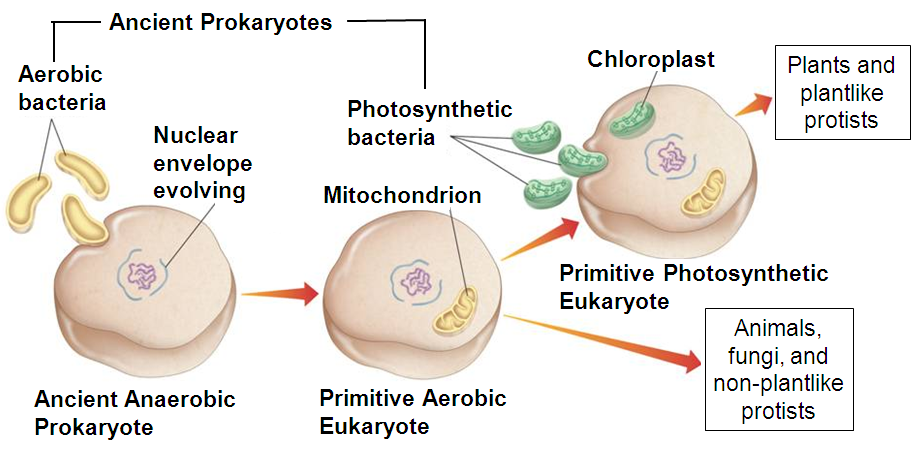 Ancient Prokaryotes
Aerobic
bacteria
Nuclear
envelope
evolving
Photosynthetic
bacteria
Mitochondrion
Chloroplast
Plants and
plantlike
protists
Primitive Photosynthetic
Eukaryote
Animals,
fungi, and
non-plantlike
protists
Ancient Anaerobic
Prokaryote
Primitive Aerobic
Eukaryote